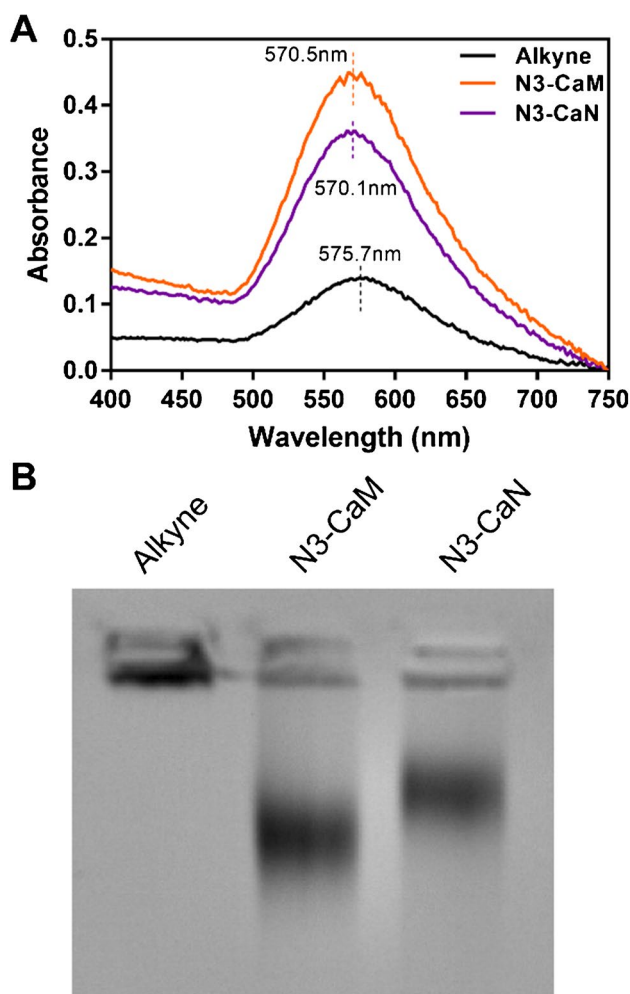 A
0.5
0.4
0.3
0.2
0.1
0.0
Absorbance
570.5nm
570.1nm
575.7nm
Alkyne
N3-CaM
N3-CaN
400 450 500 550 600 650 700 750
Wavelength (nm)
B
Alkyne N3-CaM N3-CaN